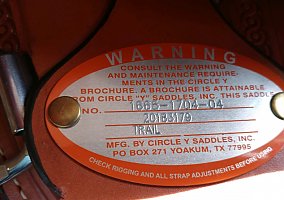 WARNING
CONSULT THE WARNING
AND MAINTENANCE REQUIRE-
MENTS IN THE CIRCLE Y
BROCHURE. A BROCHURE IS ATTAINABLE
FROM CIRCLE "Y" SADDLES, INC. THIS SADDLE
NO. 1665-1704-04
20183179
TRAIL
MFG. BY CIRCLE Y SADDLES, INC.
PO BOX 271 YOAKUM, TX 77995
CHECK RIGGING AND ALL STRAP ADJUSTMENTS BEFORE USING